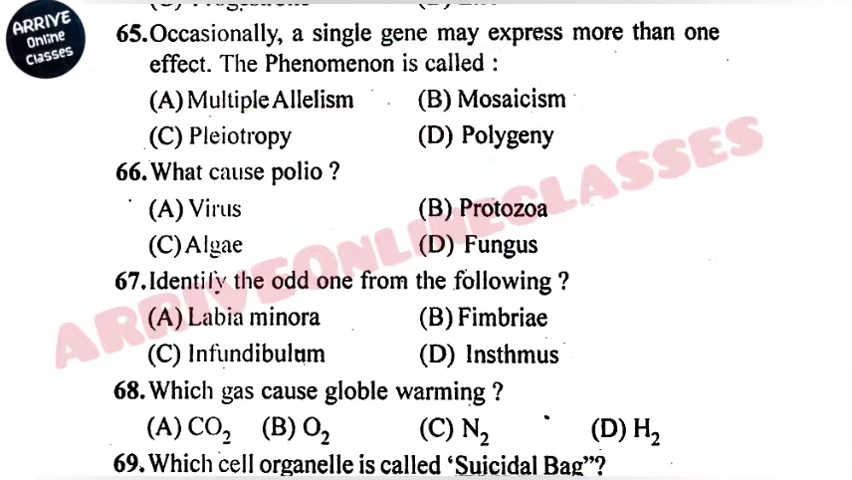 ARRIVE
Online
Classes
65. Occasionally, a single gene may express more than one
effect. The Phenomenon is called :
(A) Multiple Allelism (B) Mosaicism
(C) Pleiotropy (D) Polygeny
66. What cause polio ?
(A) Virus (B) Protozoa
(C) Algae (D) Fungus
67. Identify the odd one from the following ?
(A) Labia minora (B) Fimbriae
(C) Infundibulum (D) Insthmus
68. Which gas cause globle warming ?
(A) CO2 (B) O2 (C) N2 (D) H2
69. Which cell organelle is called ‘Suicidal Bag”?
ARRIVEONLINECLASSES